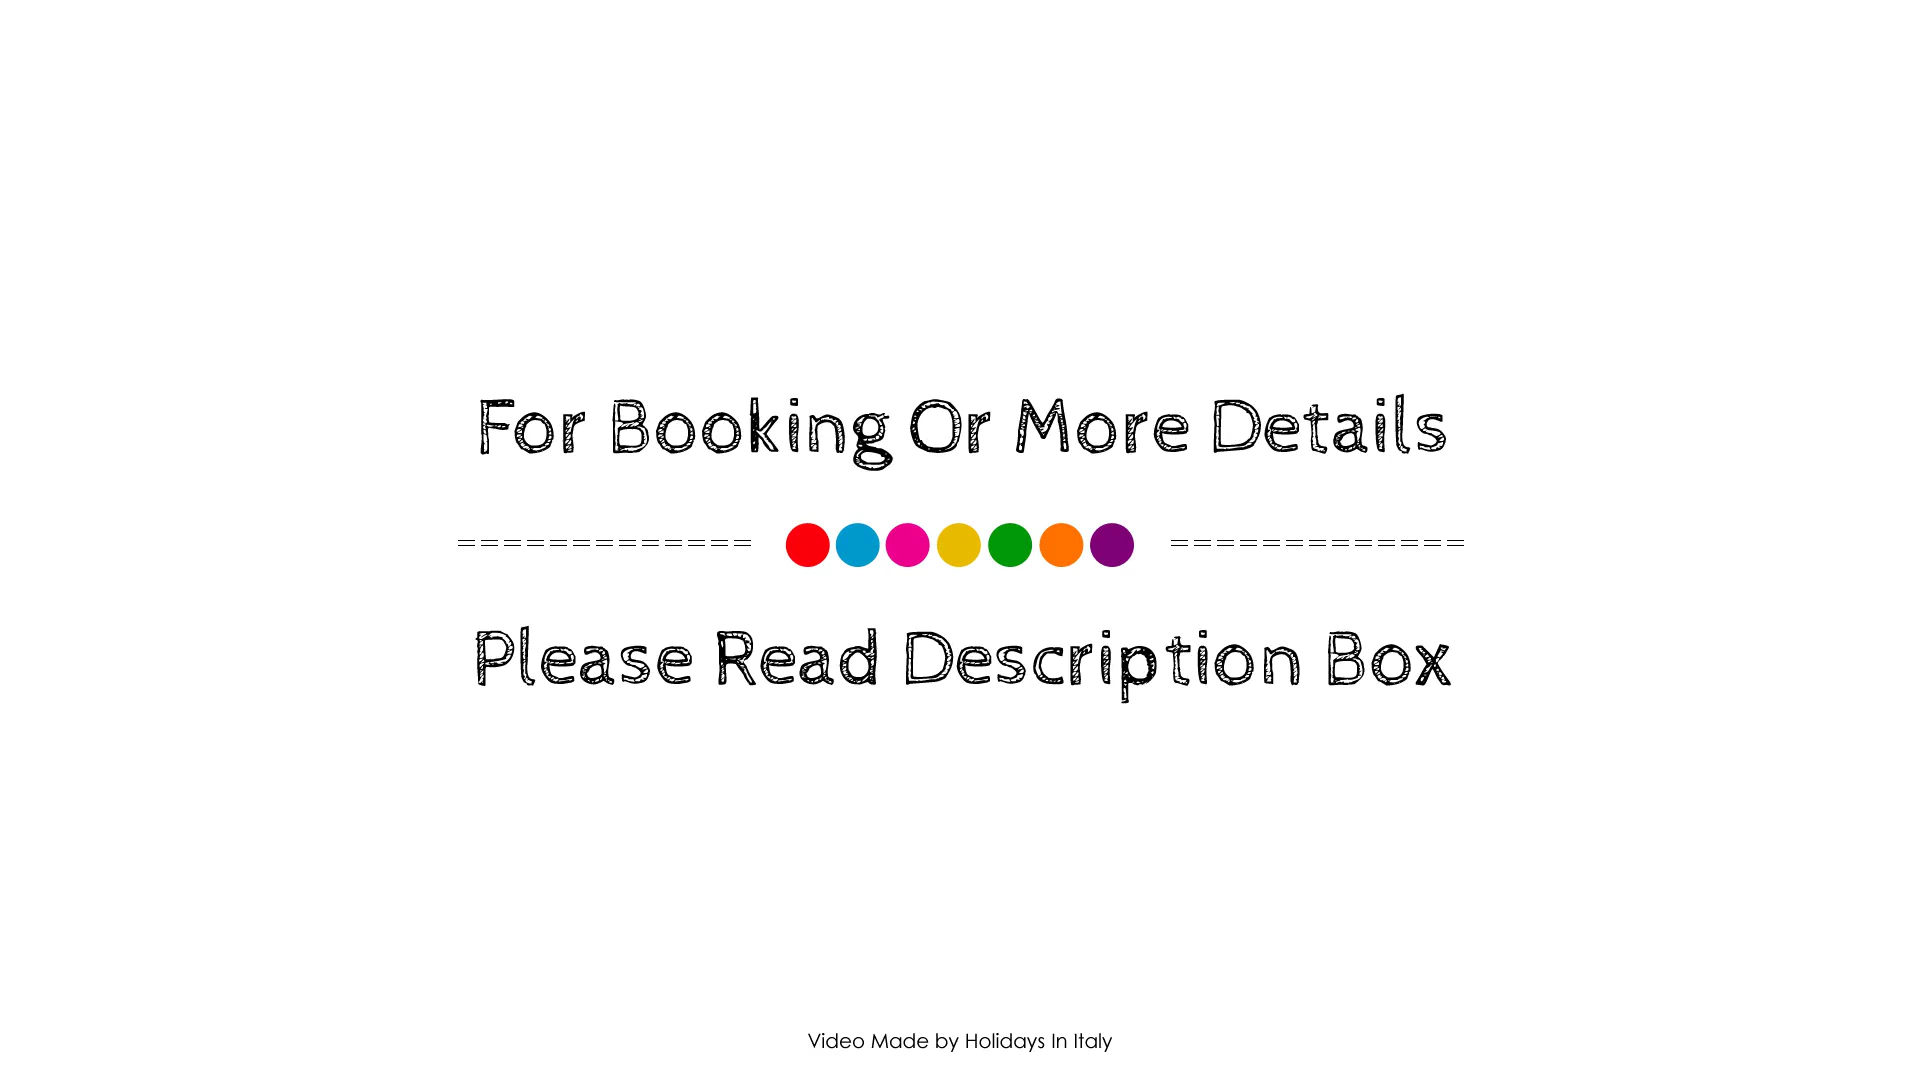 For Booking Or More Details
============= =============
Please Read Description Box
Video Made by Holidays In Italy